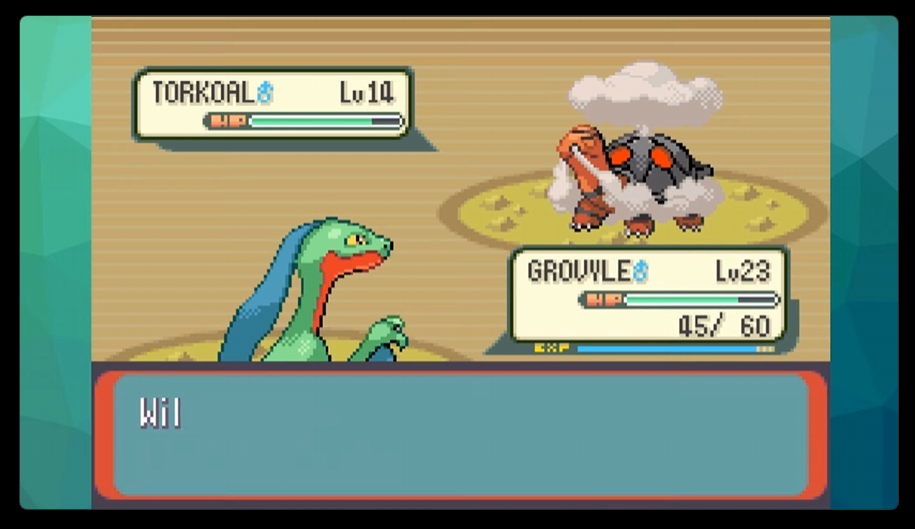 TORKOAL♂ Lv14
HP
GROVYLE♂ Lv23
HP
45/ 60
EXP
Wil